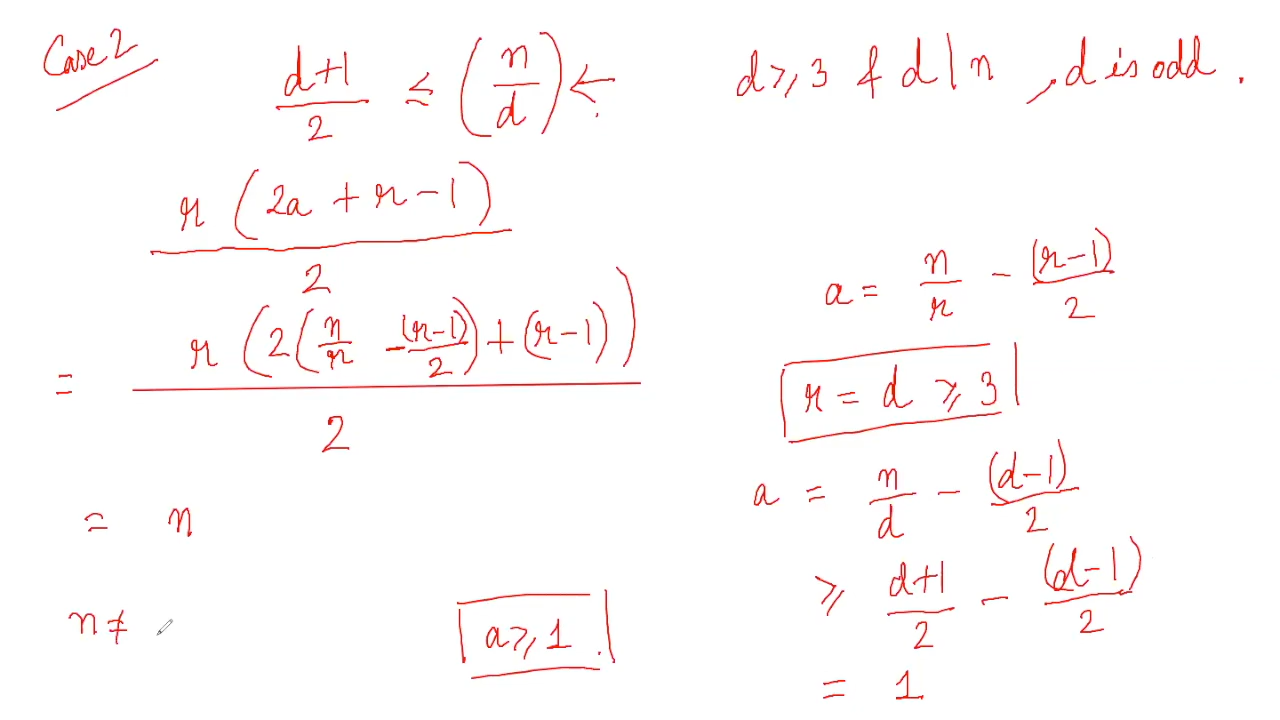 Case 2
(d+1)/2 ≤ (n/d) ←
d ≥ 3 & d | n , d is odd .
r(2a + r - 1)/2
a = n/r - (r-1)/2
= r(2(n/r - (r-1)/2) + (r-1))/2
r = d ≥ 3
a = n/d - (d-1)/2
= n
≥ (d+1)/2 - (d-1)/2
n ≠
a ≥ 1 .
= 1